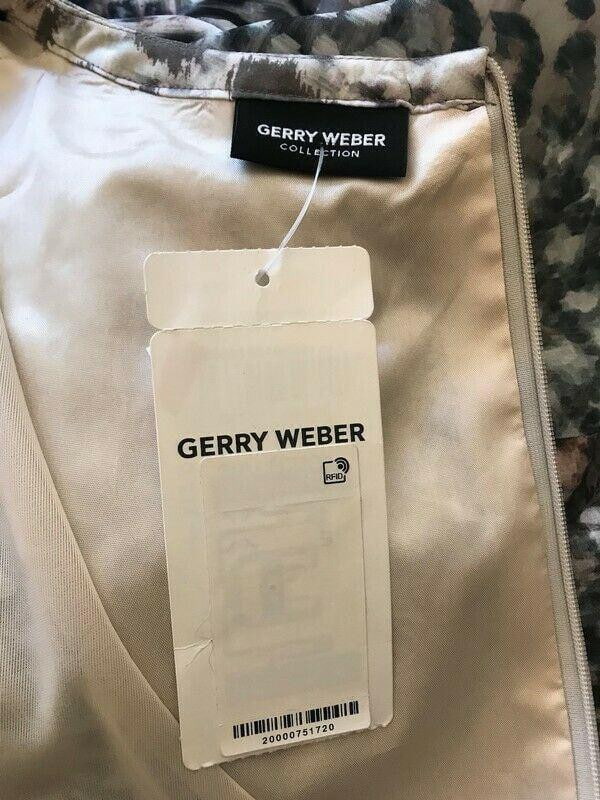 GERRY WEBER
COLLECTION
GERRY WEBER
RFID
20000751720